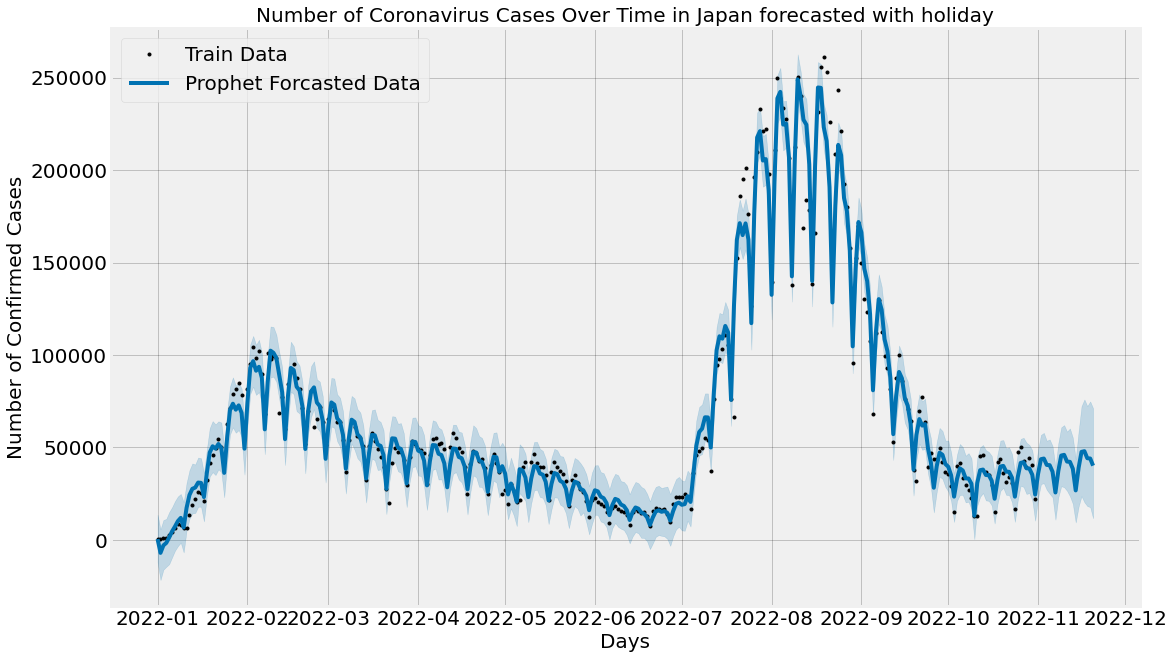 Number of Coronavirus Cases Over Time in Japan forecasted with holiday
Train Data
Prophet Forcasted Data
Number of Confirmed Cases
250000
200000
150000
100000
50000
0
2022-01 2022-02 2022-03 2022-04 2022-05 2022-06 2022-07 2022-08 2022-09 2022-10 2022-11 2022-12
Days